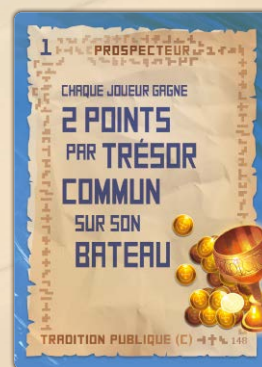 1 PROSPECTEUR
CHAQUE JOUEUR GAGNE
2 POINTS
PAR TRÉSOR
COMMUN
SUR SON
BATEAU
TRADITION PUBLIQUE (C) 148